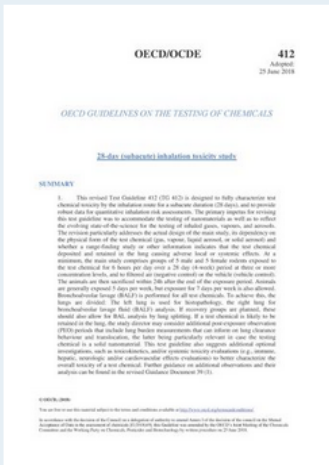 OECD/OCDE 412
Adopted:
25 June 2018
OECD GUIDELINES ON THE TESTING OF CHEMICALS
28-day (subacute) inhalation toxicity study
SUMMARY
1. This revised Test Guideline 412 (TG 412) is designed to fully characterize test
chemical toxicity by the inhalation route for a subacute duration (28 days), and to provide
robust data for quantitative inhalation risk assessments. The primary impetus for revising
this test guideline was to accommodate the testing of nanomaterials as well as to reflect
the evolving state-of-the-science for the testing of inhaled gases, vapours, and aerosols.
The revision particularly addresses the actual design of the main study, its dependency on
the physical form of the test chemical (gas, vapour, liquid aerosol, or solid aerosol) and
whether a range-finding study or other information indicates that the test chemical
deposited and retained in the lung causing adverse local or systemic effects. At a
minimum, the main study comprises groups of 5 male and 5 female rodents exposed to
the test chemical for 6 hours per day over a 28 day (4-week) period at three or more
concentration levels, and to filtered air (negative control) or the vehicle (vehicle control).
The animals are then sacrificed within 24h after the end of the exposure period. Animals
are generally exposed 5 days per week, but exposure for 7 days per week is also allowed.
Bronchoalveolar lavage (BALF) is performed for all test chemicals. To achieve this, the
lungs are divided: The left lung is used for histopathology, the right lung for
bronchoalveolar lavage fluid (BALF) analysis. If recovery groups are planned, these
should also allow for BAL analysis by lung splitting. If a test chemical is likely to be
retained in the lung, the study director may consider additional post-exposure observation
(PEO) periods that include lung burden measurements that can inform on lung clearance
behaviour and translocation, the latter being particularly relevant in case the testing
chemical is a solid nanomaterial. This test guideline also suggests additional optional
investigations, such as toxicokinetics, and/or systemic toxicity evaluations (e.g., immune,
hepatic, neurologic and/or cardiovascular effects evaluations) to better characterize the
overall toxicity of a test chemical. Further guidance on additional observations and their
analysis can be found in the revised Guidance Document 39 (1).
© OECD, (2018)
You are free to use this material subject to the terms and conditions available at